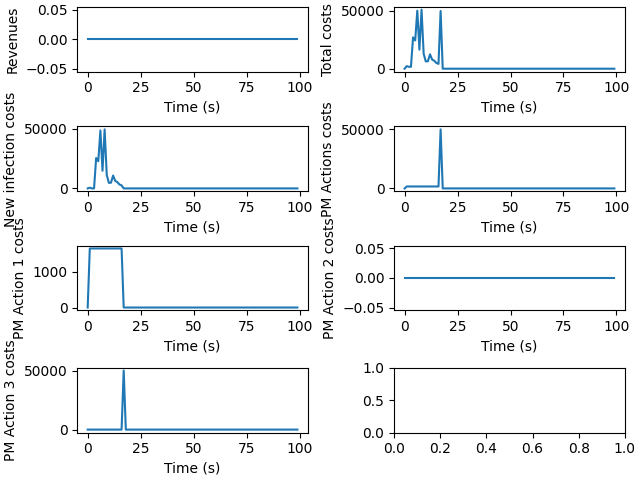 Revenues
0.05
0.00
−0.05
0 25 50 75 100
Time (s)
Total costs
50000
0
0 25 50 75 100
Time (s)
New infection costs
50000
0
0 25 50 75 100
Time (s)
PM Actions costs
50000
0
0 25 50 75 100
Time (s)
PM Action 1 costs
1000
0
0 25 50 75 100
Time (s)
PM Action 2 costs
0.05
0.00
−0.05
0 25 50 75 100
Time (s)
PM Action 3 costs
50000
0
0 25 50 75 100
Time (s)
1.0
0.5
0.0
0.0 0.2 0.4 0.6 0.8 1.0